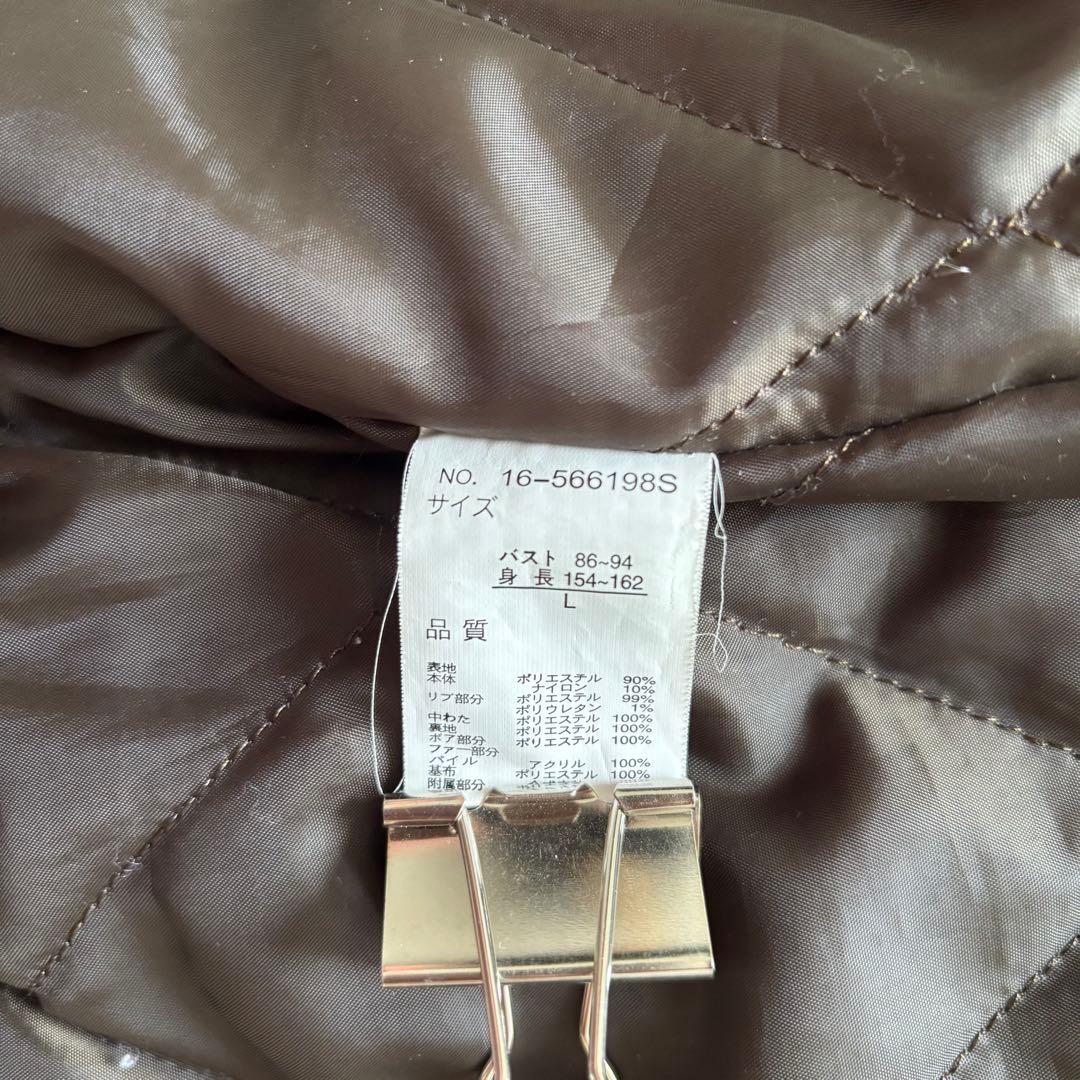 NO. 16-566198S
サイズ
バスト 86~94
身長 154~162
L
品質
表地
本体 ポリエステル 90%
ナイロン 10%
リブ部分 ポリエステル 99%
ポリウレタン 1%
中わた ポリエステル 100%
裏地 ポリエステル 100%
ボア部分 ポリエステル 100%
ファー部分
パイル アクリル 100%
基布 ポリエステル 100%
附属部分